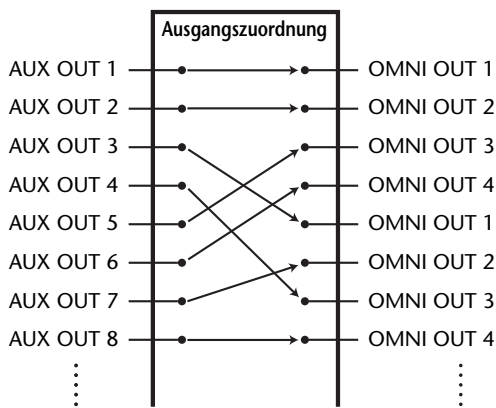 Ausgangszuordnung
AUX OUT 1 OMNI OUT 1
AUX OUT 2 OMNI OUT 2
AUX OUT 3 OMNI OUT 3
AUX OUT 4 OMNI OUT 4
AUX OUT 5 OMNI OUT 1
AUX OUT 6 OMNI OUT 2
AUX OUT 7 OMNI OUT 3
AUX OUT 8 OMNI OUT 4